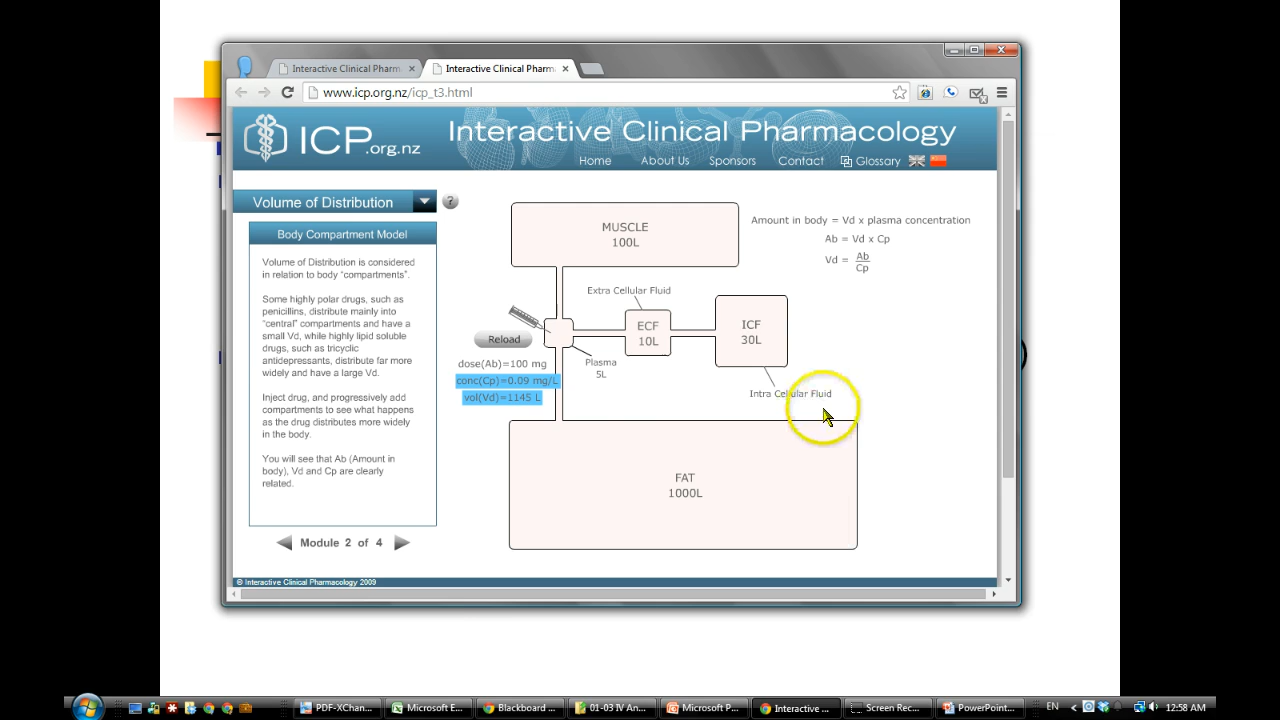 Interactive Clinical Pharm
Interactive Clinical Pharma
www.icp.org.nz/icp_t3.html
ICP.org.nz
Interactive Clinical Pharmacology
Home About Us Sponsors Contact Glossary
Volume of Distribution
?
Body Compartment Model
Volume of Distribution is considered
in relation to body “compartments”.
Some highly polar drugs, such as
penicillins, distribute mainly into
“central” compartments and have a
small Vd, while highly lipid soluble
drugs, such as tricyclic
antidepressants, distribute far more
widely and have a large Vd.
Inject drug, and progressively add
compartments to see what happens
as the drug distributes more widely
in the body.
You will see that Ab (Amount in
body), Vd and Cp are clearly
related.
Module 2 of 4
MUSCLE
100L
Amount in body = Vd x plasma concentration
Ab = Vd x Cp
Vd = Ab
Cp
Extra Cellular Fluid
ECF
10L
ICF
30L
Reload
Plasma
5L
dose(Ab)=100 mg
conc(Cp)=0.09 mg/L
vol(Vd)=1145 L
Intra Cellular Fluid
FAT
1000L
© Interactive Clinical Pharmacology 2009
PDF-XChan... Microsoft E... Blackboard ... 01-03 IV An... Microsoft P... Interactive ... Screen Rec... PowerPoint... EN 12:58 AM